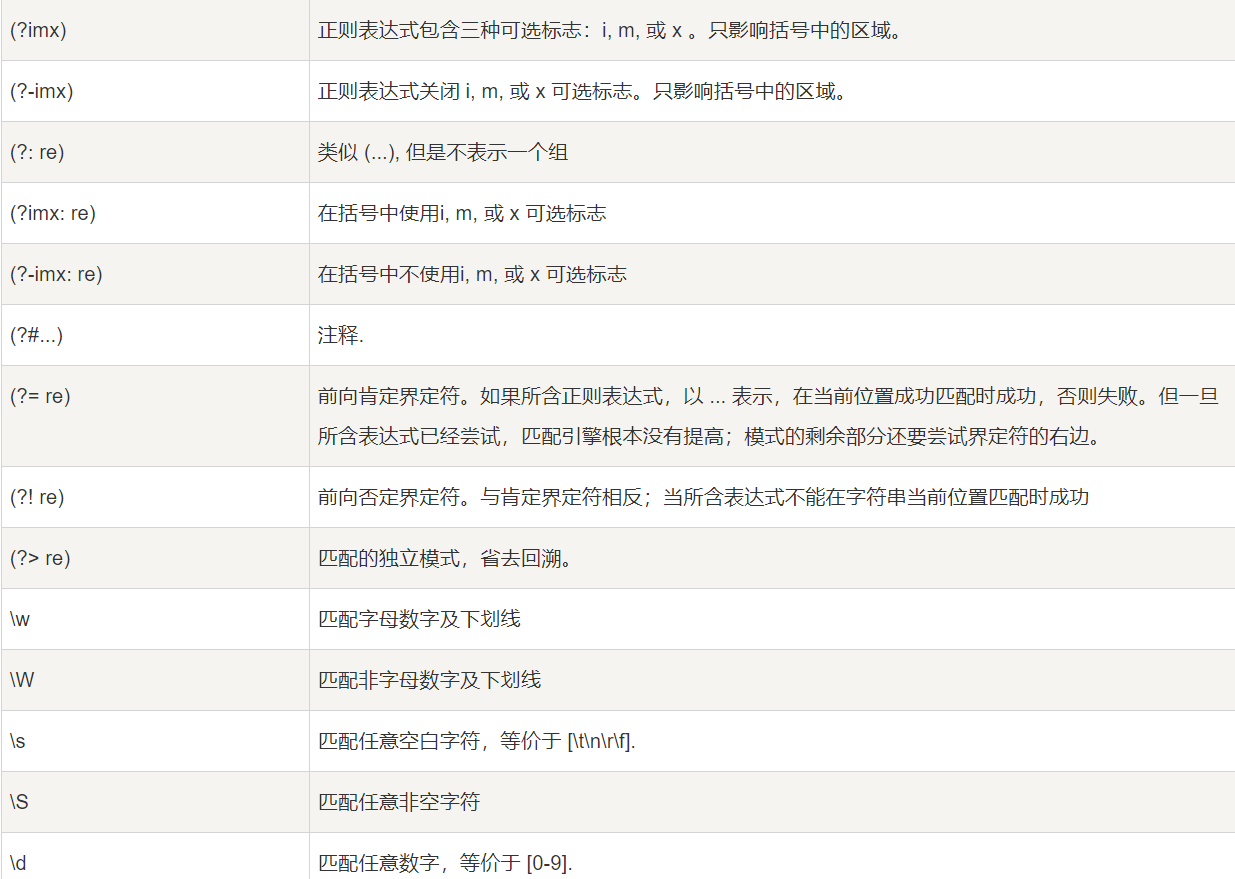 (?imx) 正则表达式包含三种可选标志：i, m, 或 x 。只影响括号中的区域。
(?-imx) 正则表达式关闭 i, m, 或 x 可选标志。只影响括号中的区域。
(?: re) 类似 (...), 但是不表示一个组
(?imx: re) 在括号中使用i, m, 或 x 可选标志
(?-imx: re) 在括号中不使用i, m, 或 x 可选标志
(?#...) 注释.
(?= re) 前向肯定界定符。如果所含正则表达式，以 ... 表示，在当前位置成功匹配时成功，否则失败。但一旦
所含表达式已经尝试，匹配引擎根本没有提高；模式的剩余部分还要尝试界定符的右边。
(?! re) 前向否定界定符。与肯定界定符相反；当所含表达式不能在字符串当前位置匹配时成功
(?> re) 匹配的独立模式，省去回溯。
\w 匹配字母数字及下划线
\W 匹配非字母数字及下划线
\s 匹配任意空白字符，等价于 [\t\n\r\f].
\S 匹配任意非空字符
\d 匹配任意数字，等价于 [0-9].